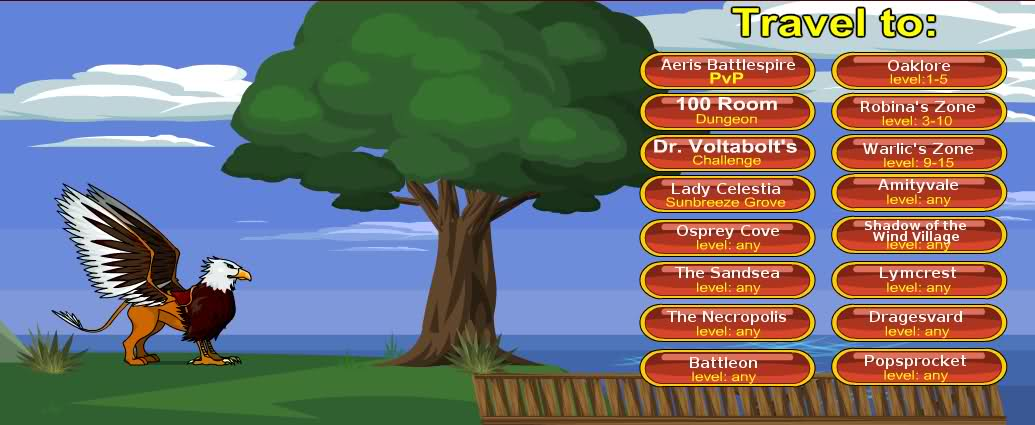 Travel to:
Aeris Battlespire
PvP
100 Room
Dungeon
Dr. Voltabolt's
Challenge
Lady Celestia
Sunbreeze Grove
Osprey Cove
level: any
The Sandsea
level: any
The Necropolis
level: any
Battleon
level: any
Oaklore
level:1-5
Robina's Zone
level: 3-10
Warlic's Zone
level: 9-15
Amityvale
level: any
Shadow of the
Wind Village
level: any
Lymcrest
level: any
Dragesvard
level: any
Popsprocket
level: any